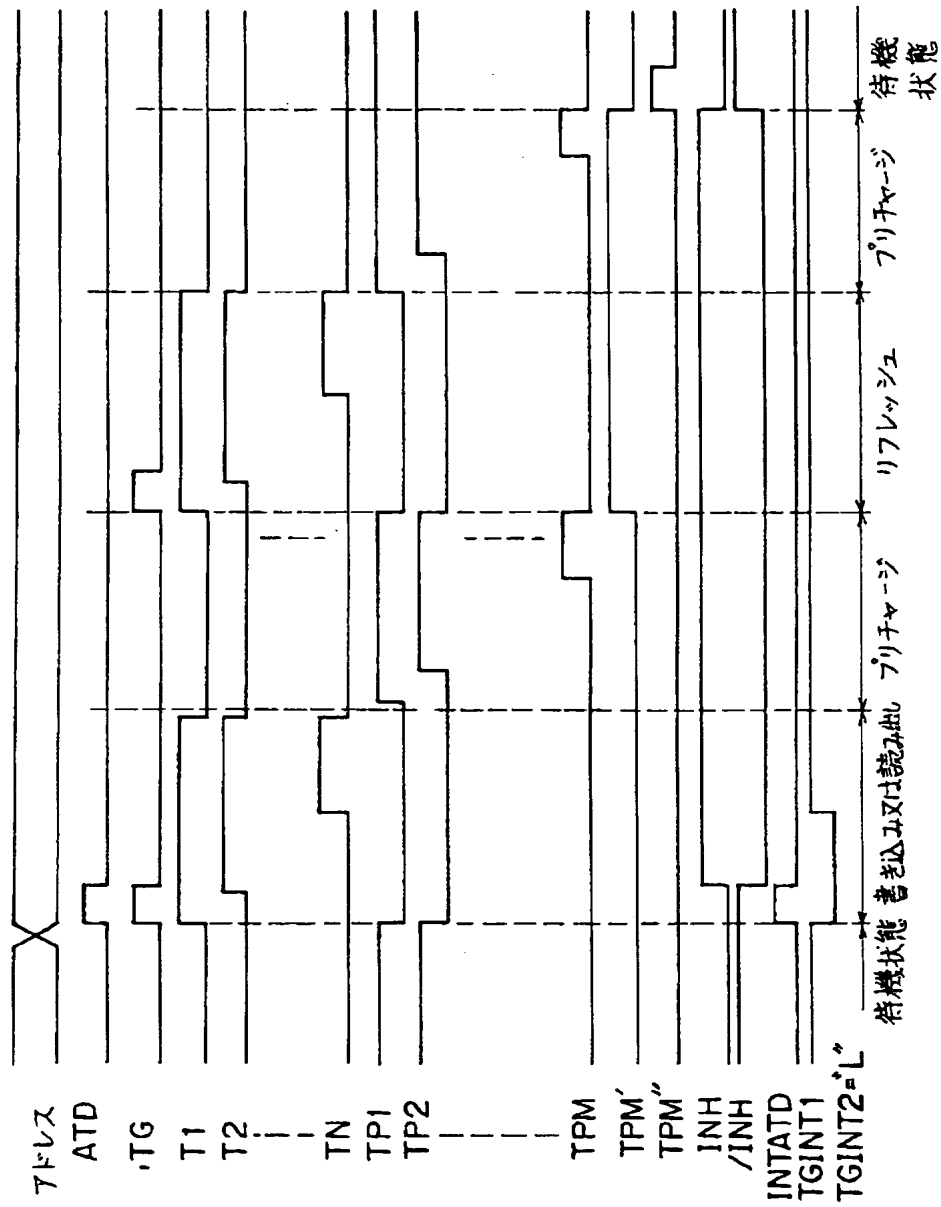 アドレス
ATD
TG
T1
T2
TN
TP1
TP2
TPM
TPM'
TPM"
INH
/INH
INTATD
TGINT1
TGINT2="L"
待機状態
書き込み又は読み出し
プリチャージ
リフレッシュ
プリチャージ
待機
状態